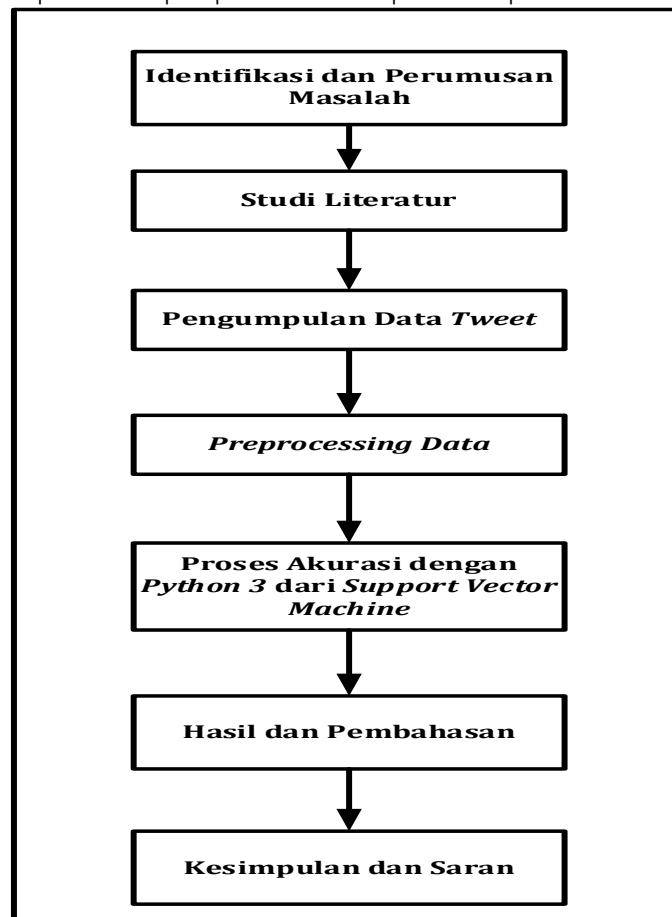 Identifikasi dan Perumusan
Masalah
Studi Literatur
Pengumpulan Data Tweet
Preprocessing Data
Proses Akurasi dengan
Python 3 dari Support Vector
Machine
Hasil dan Pembahasan
Kesimpulan dan Saran